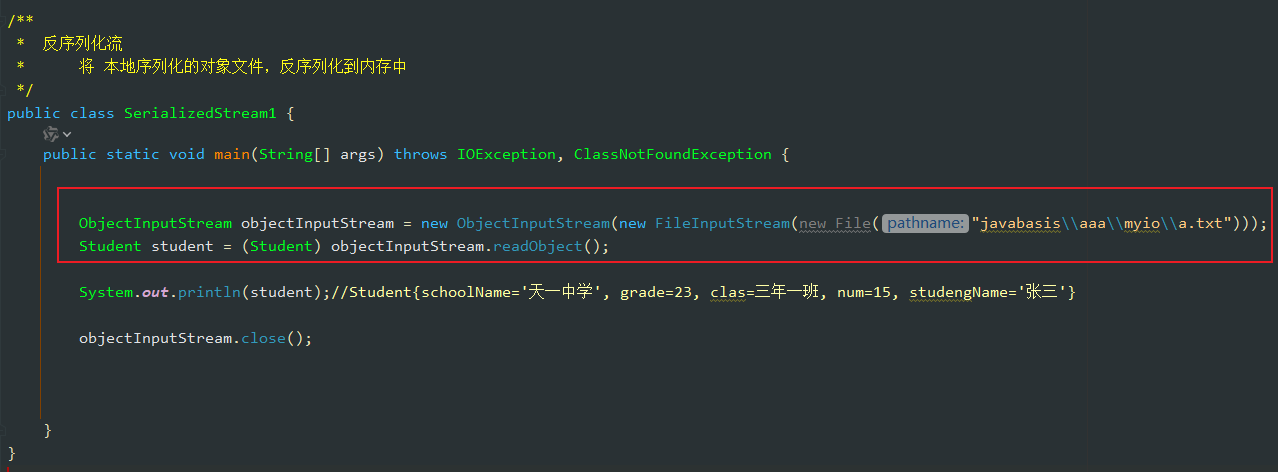 /**
 *  反序列化流
 *      将 本地序列化的对象文件，反序列化到内存中
 */
public class SerializedStream1 {
    public static void main(String[] args) throws IOException, ClassNotFoundException {
        ObjectInputStream objectInputStream = new ObjectInputStream(new FileInputStream(new File( pathname: "javabasis\\aaa\\myio\\a.txt")));
        Student student = (Student) objectInputStream.readObject();
        System.out.println(student);//Student{schoolName='天一中学', grade=23, clas=三年一班, num=15, studengName='张三'}
        objectInputStream.close();
    }
}